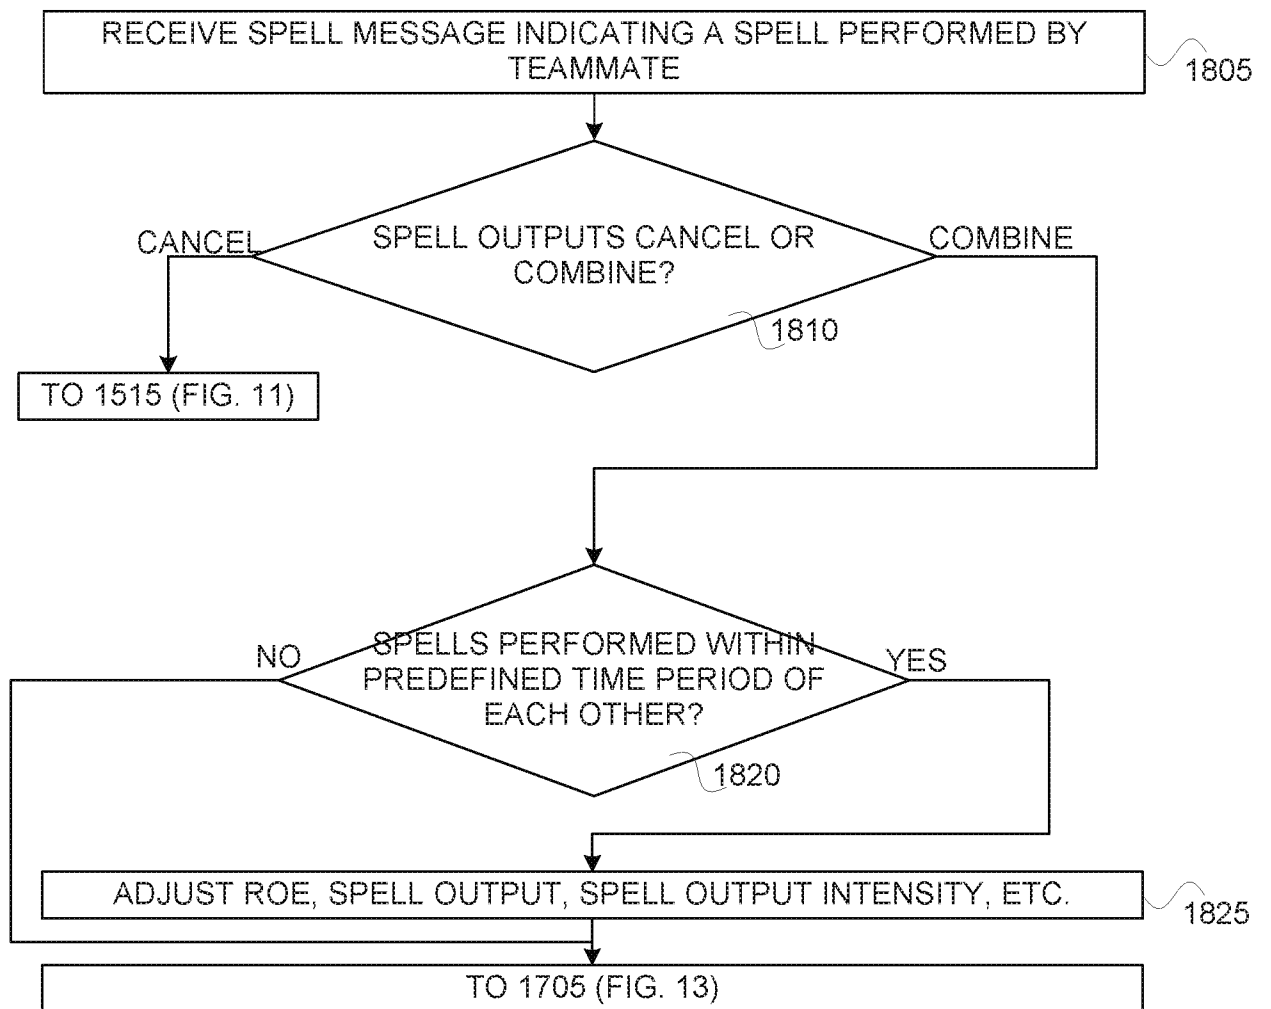 RECEIVE SPELL MESSAGE INDICATING A SPELL PERFORMED BY
TEAMMATE
1805
CANCEL
SPELL OUTPUTS CANCEL OR
COMBINE?
COMBINE
1810
TO 1515 (FIG. 11)
NO
SPELLS PERFORMED WITHIN
PREDEFINED TIME PERIOD OF
EACH OTHER?
YES
1820
ADJUST ROE, SPELL OUTPUT, SPELL OUTPUT INTENSITY, ETC.
1825
TO 1705 (FIG. 13)